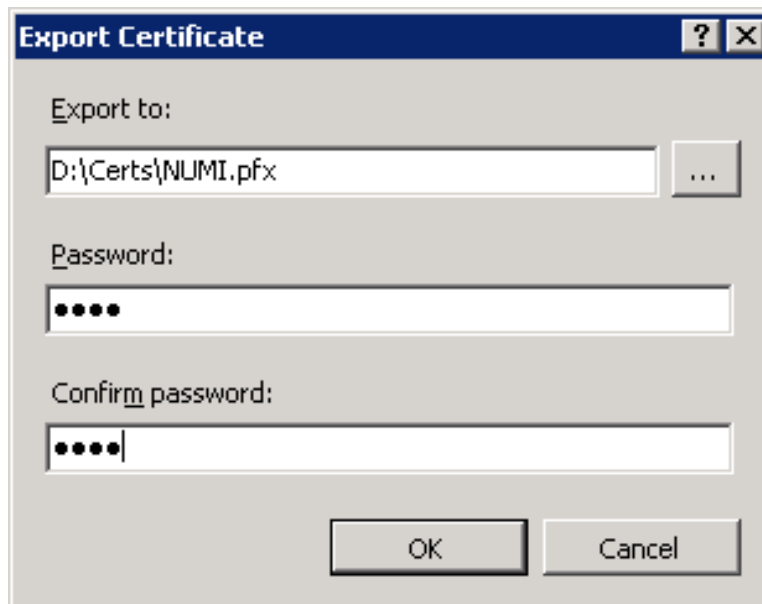 Export Certificate
Export to:
D:\Certs\NUMI.pfx
...
Password:
••••
Confirm password:
••••
OK
Cancel